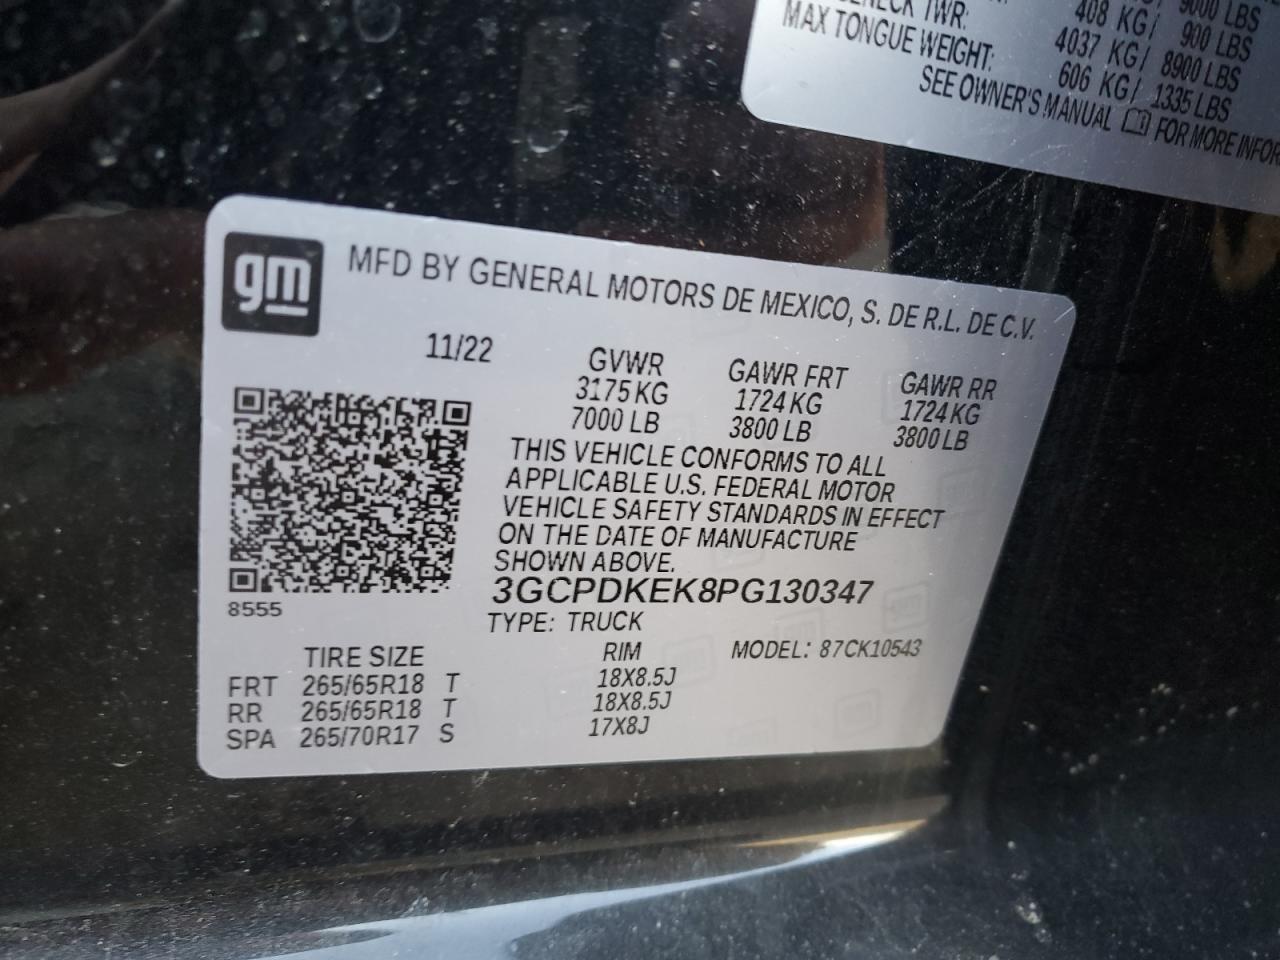 9000 LBS
TWR: 408 KG/ 900 LBS
MAX TONGUE WEIGHT: 4037 KG/ 8900 LBS
606 KG/ 1335 LBS
SEE OWNER'S MANUAL FOR MORE INFOR
gm
MFD BY GENERAL MOTORS DE MEXICO, S. DE R.L. DE C.V.
11/22 GVWR GAWR FRT GAWR RR
3175 KG 1724 KG 1724 KG
7000 LB 3800 LB 3800 LB
THIS VEHICLE CONFORMS TO ALL
APPLICABLE U.S. FEDERAL MOTOR
VEHICLE SAFETY STANDARDS IN EFFECT
ON THE DATE OF MANUFACTURE
SHOWN ABOVE.
3GCPDKEK8PG130347
8555
TYPE: TRUCK
TIRE SIZE RIM MODEL: 87CK10543
FRT 265/65R18 T 18X8.5J
RR 265/65R18 T 18X8.5J
SPA 265/70R17 S 17X8J